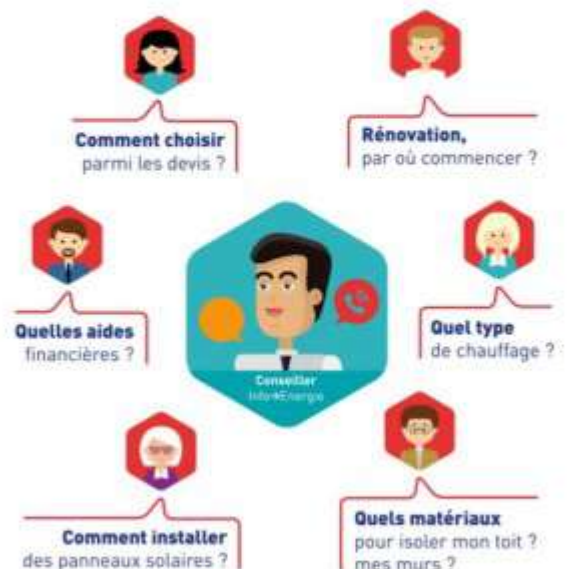 Comment choisir
parmi les devis ?
Rénovation,
par où commencer ?
Quelles aides
financières ?
Conseiller
Info➔Energie
Quel type
de chauffage ?
Comment installer
des panneaux solaires ?
Quels matériaux
pour isoler mon toit ?
mes murs ?